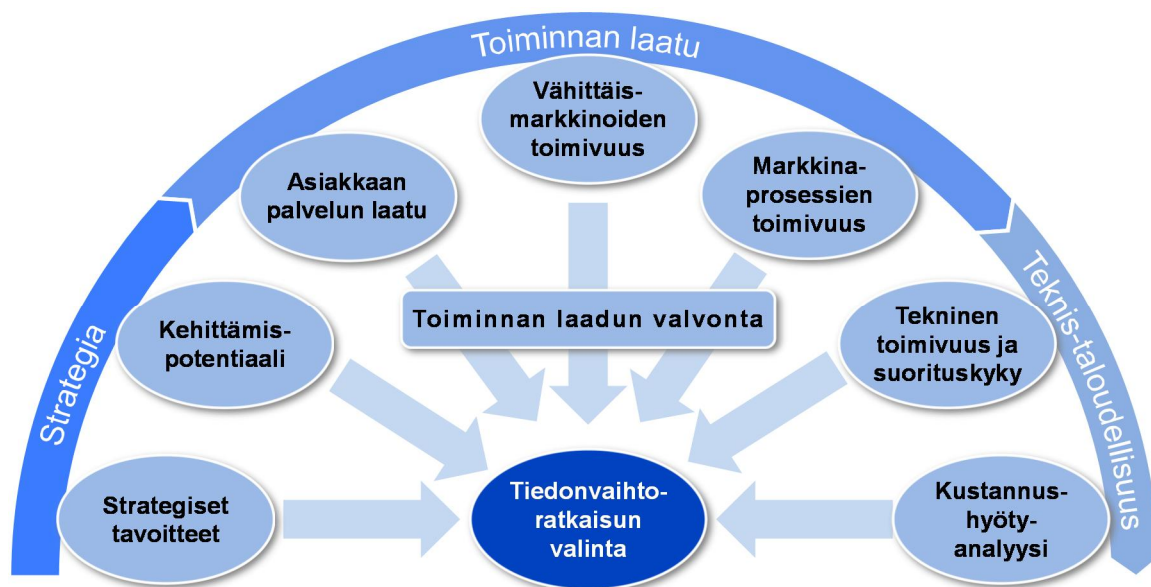 Toiminnan laatu
Strategia
Teknis-taloudellisuus
Vähittäis-
markkinoiden
toimivuus
Asiakkaan
palvelun laatu
Markkina-
prosessien
toimivuus
Kehittämis-
potentiaali
Toiminnan laadun valvonta
Tekninen
toimivuus ja
suorituskyky
Strategiset
tavoitteet
Tiedonvaihto-
ratkaisun
valinta
Kustannus-
hyöty-
analyysi